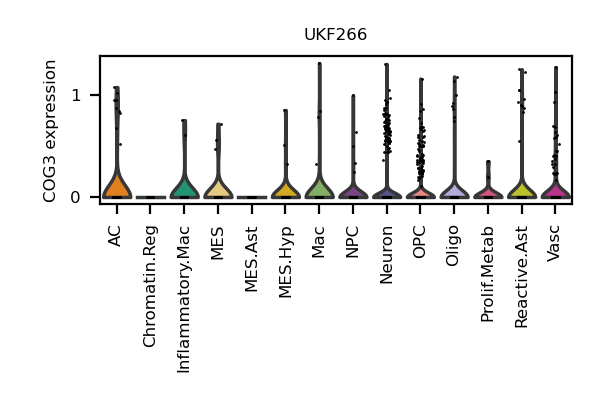 UKF266
COG3 expression
1
0
AC
Chromatin.Reg
Inflammatory.Mac
MES
MES.Ast
MES.Hyp
Mac
NPC
Neuron
OPC
Oligo
Prolif.Metab
Reactive.Ast
Vasc